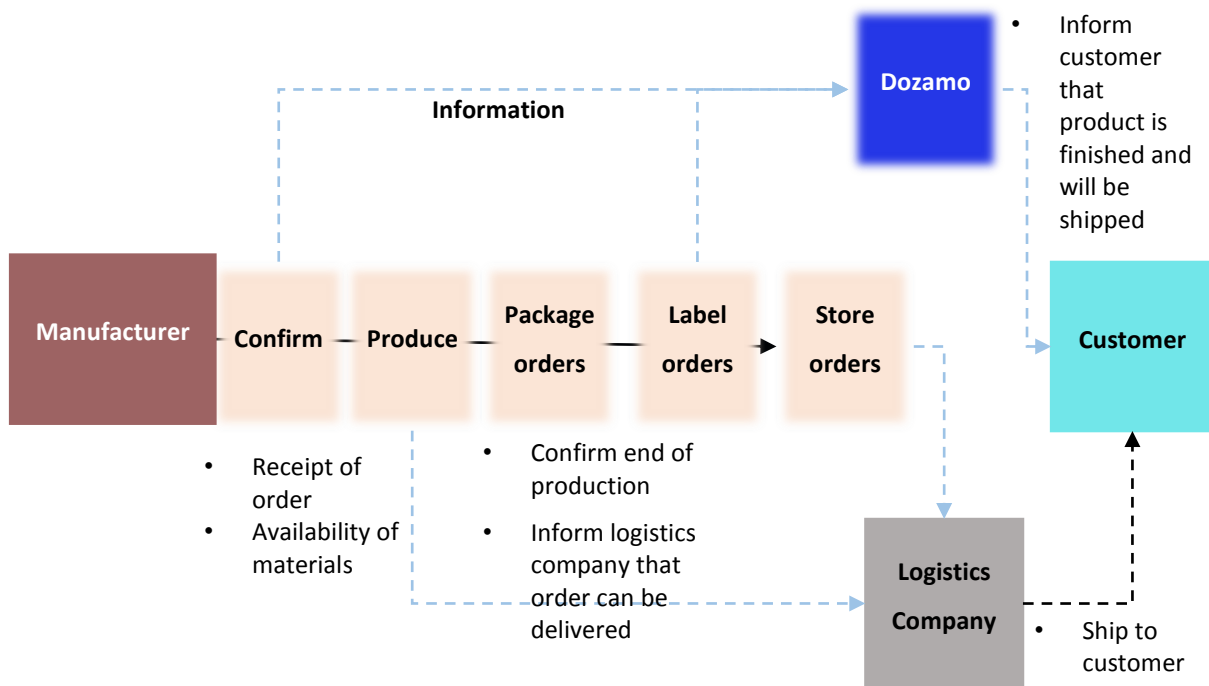 • Inform
customer
that
product is
finished and
will be
shipped
Dozamo
Information
Manufacturer
Confirm
Produce
Package
orders
Label
orders
Store
orders
Customer
• Receipt of
order
• Availability of
materials
• Confirm end of
production
• Inform logistics
company that
order can be
delivered
Logistics
Company
• Ship to
customer